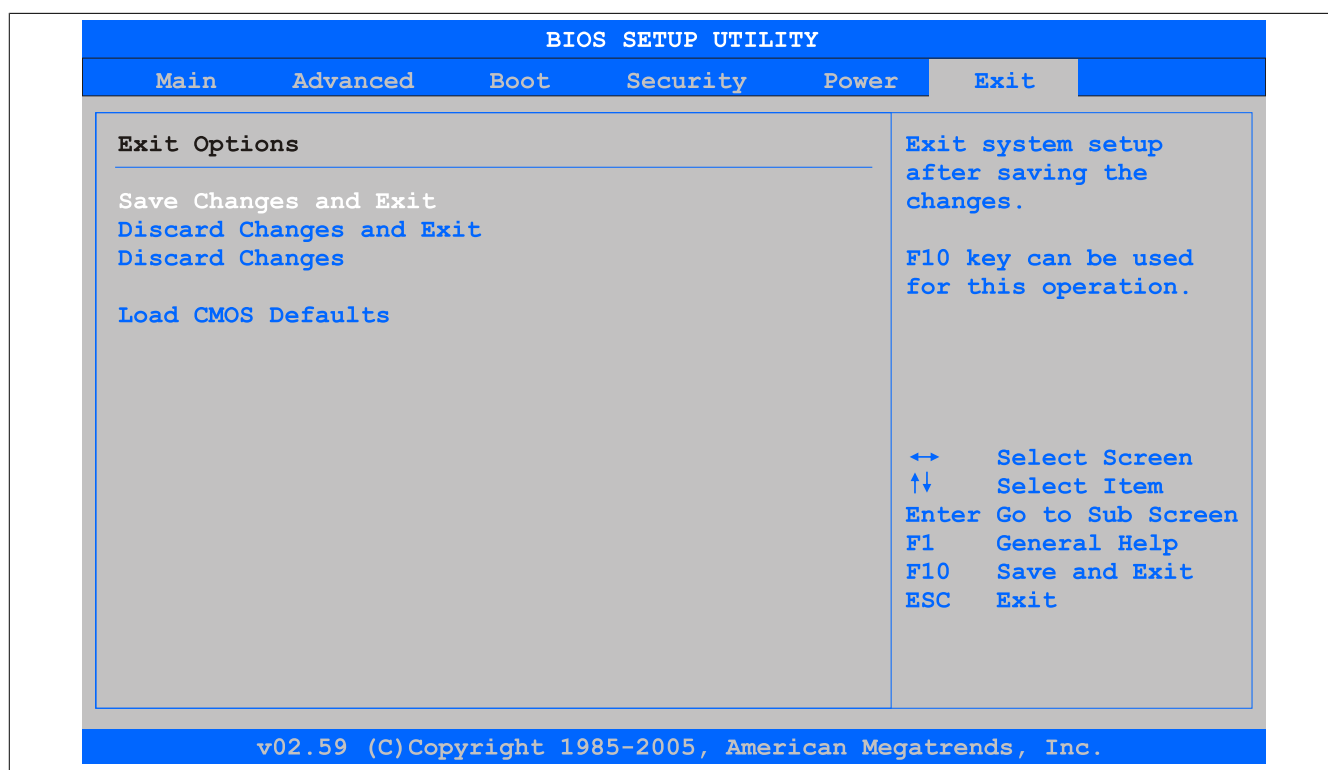 BIOS SETUP UTILITY
Main Advanced Boot Security Power Exit
Exit Options
Save Changes and Exit
Discard Changes and Exit
Discard Changes
Load CMOS Defaults
Exit system setup
after saving the
changes.
F10 key can be used
for this operation.
↔ Select Screen
↑↓ Select Item
Enter Go to Sub Screen
F1 General Help
F10 Save and Exit
ESC Exit
v02.59 (C)Copyright 1985-2005, American Megatrends, Inc.